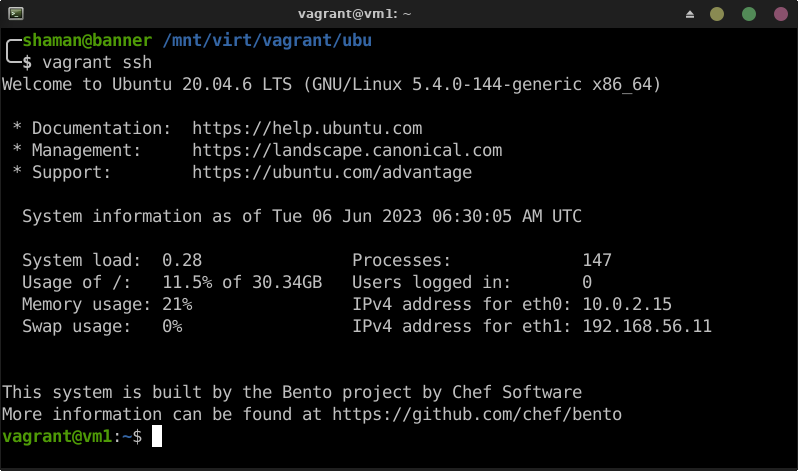 vagrant@vm1: ~
shaman@banner /mnt/virt/vagrant/ubu
$ vagrant ssh
Welcome to Ubuntu 20.04.6 LTS (GNU/Linux 5.4.0-144-generic x86_64)
* Documentation:  https://help.ubuntu.com
* Management:     https://landscape.canonical.com
* Support:        https://ubuntu.com/advantage
System information as of Tue 06 Jun 2023 06:30:05 AM UTC
System load:  0.28               Processes:             147
Usage of /:   11.5% of 30.34GB   Users logged in:       0
Memory usage: 21%                IPv4 address for eth0: 10.0.2.15
Swap usage:   0%                 IPv4 address for eth1: 192.168.56.11
This system is built by the Bento project by Chef Software
More information can be found at https://github.com/chef/bento
vagrant@vm1:~$